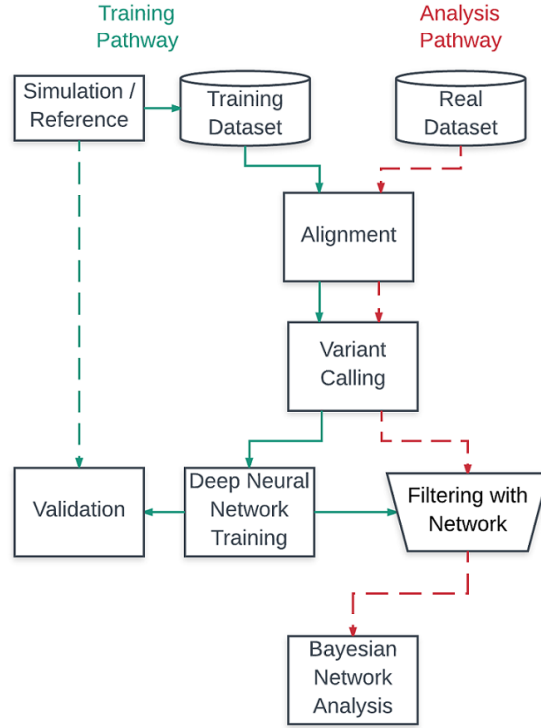 Training
Pathway
Analysis
Pathway
Simulation /
Reference
Training
Dataset
Real
Dataset
Alignment
Variant
Calling
Validation
Deep Neural
Network
Training
Filtering with
Network
Bayesian
Network
Analysis